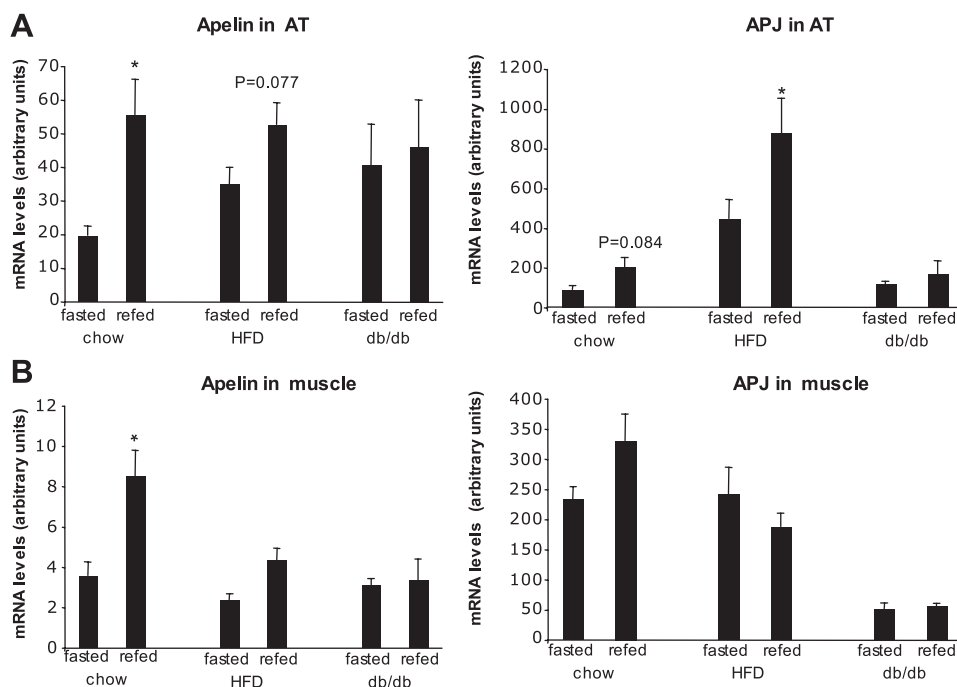 A
Apelin in AT
mRNA levels (arbitrary units)
70
60
50
40
30
20
10
0
*
P=0.077
fasted refed fasted refed fasted refed
chow HFD db/db
APJ in AT
mRNA levels (arbitrary units)
1200
1000
800
600
400
200
0
P=0.084
*
fasted refed fasted refed fasted refed
chow HFD db/db
B
Apelin in muscle
mRNA levels (arbitrary units)
12
10
8
6
4
2
0
*
fasted refed fasted refed fasted refed
chow HFD db/db
APJ in muscle
mRNA levels (arbitrary units)
400
350
300
250
200
150
100
50
0
fasted refed fasted refed fasted refed
chow HFD db/db